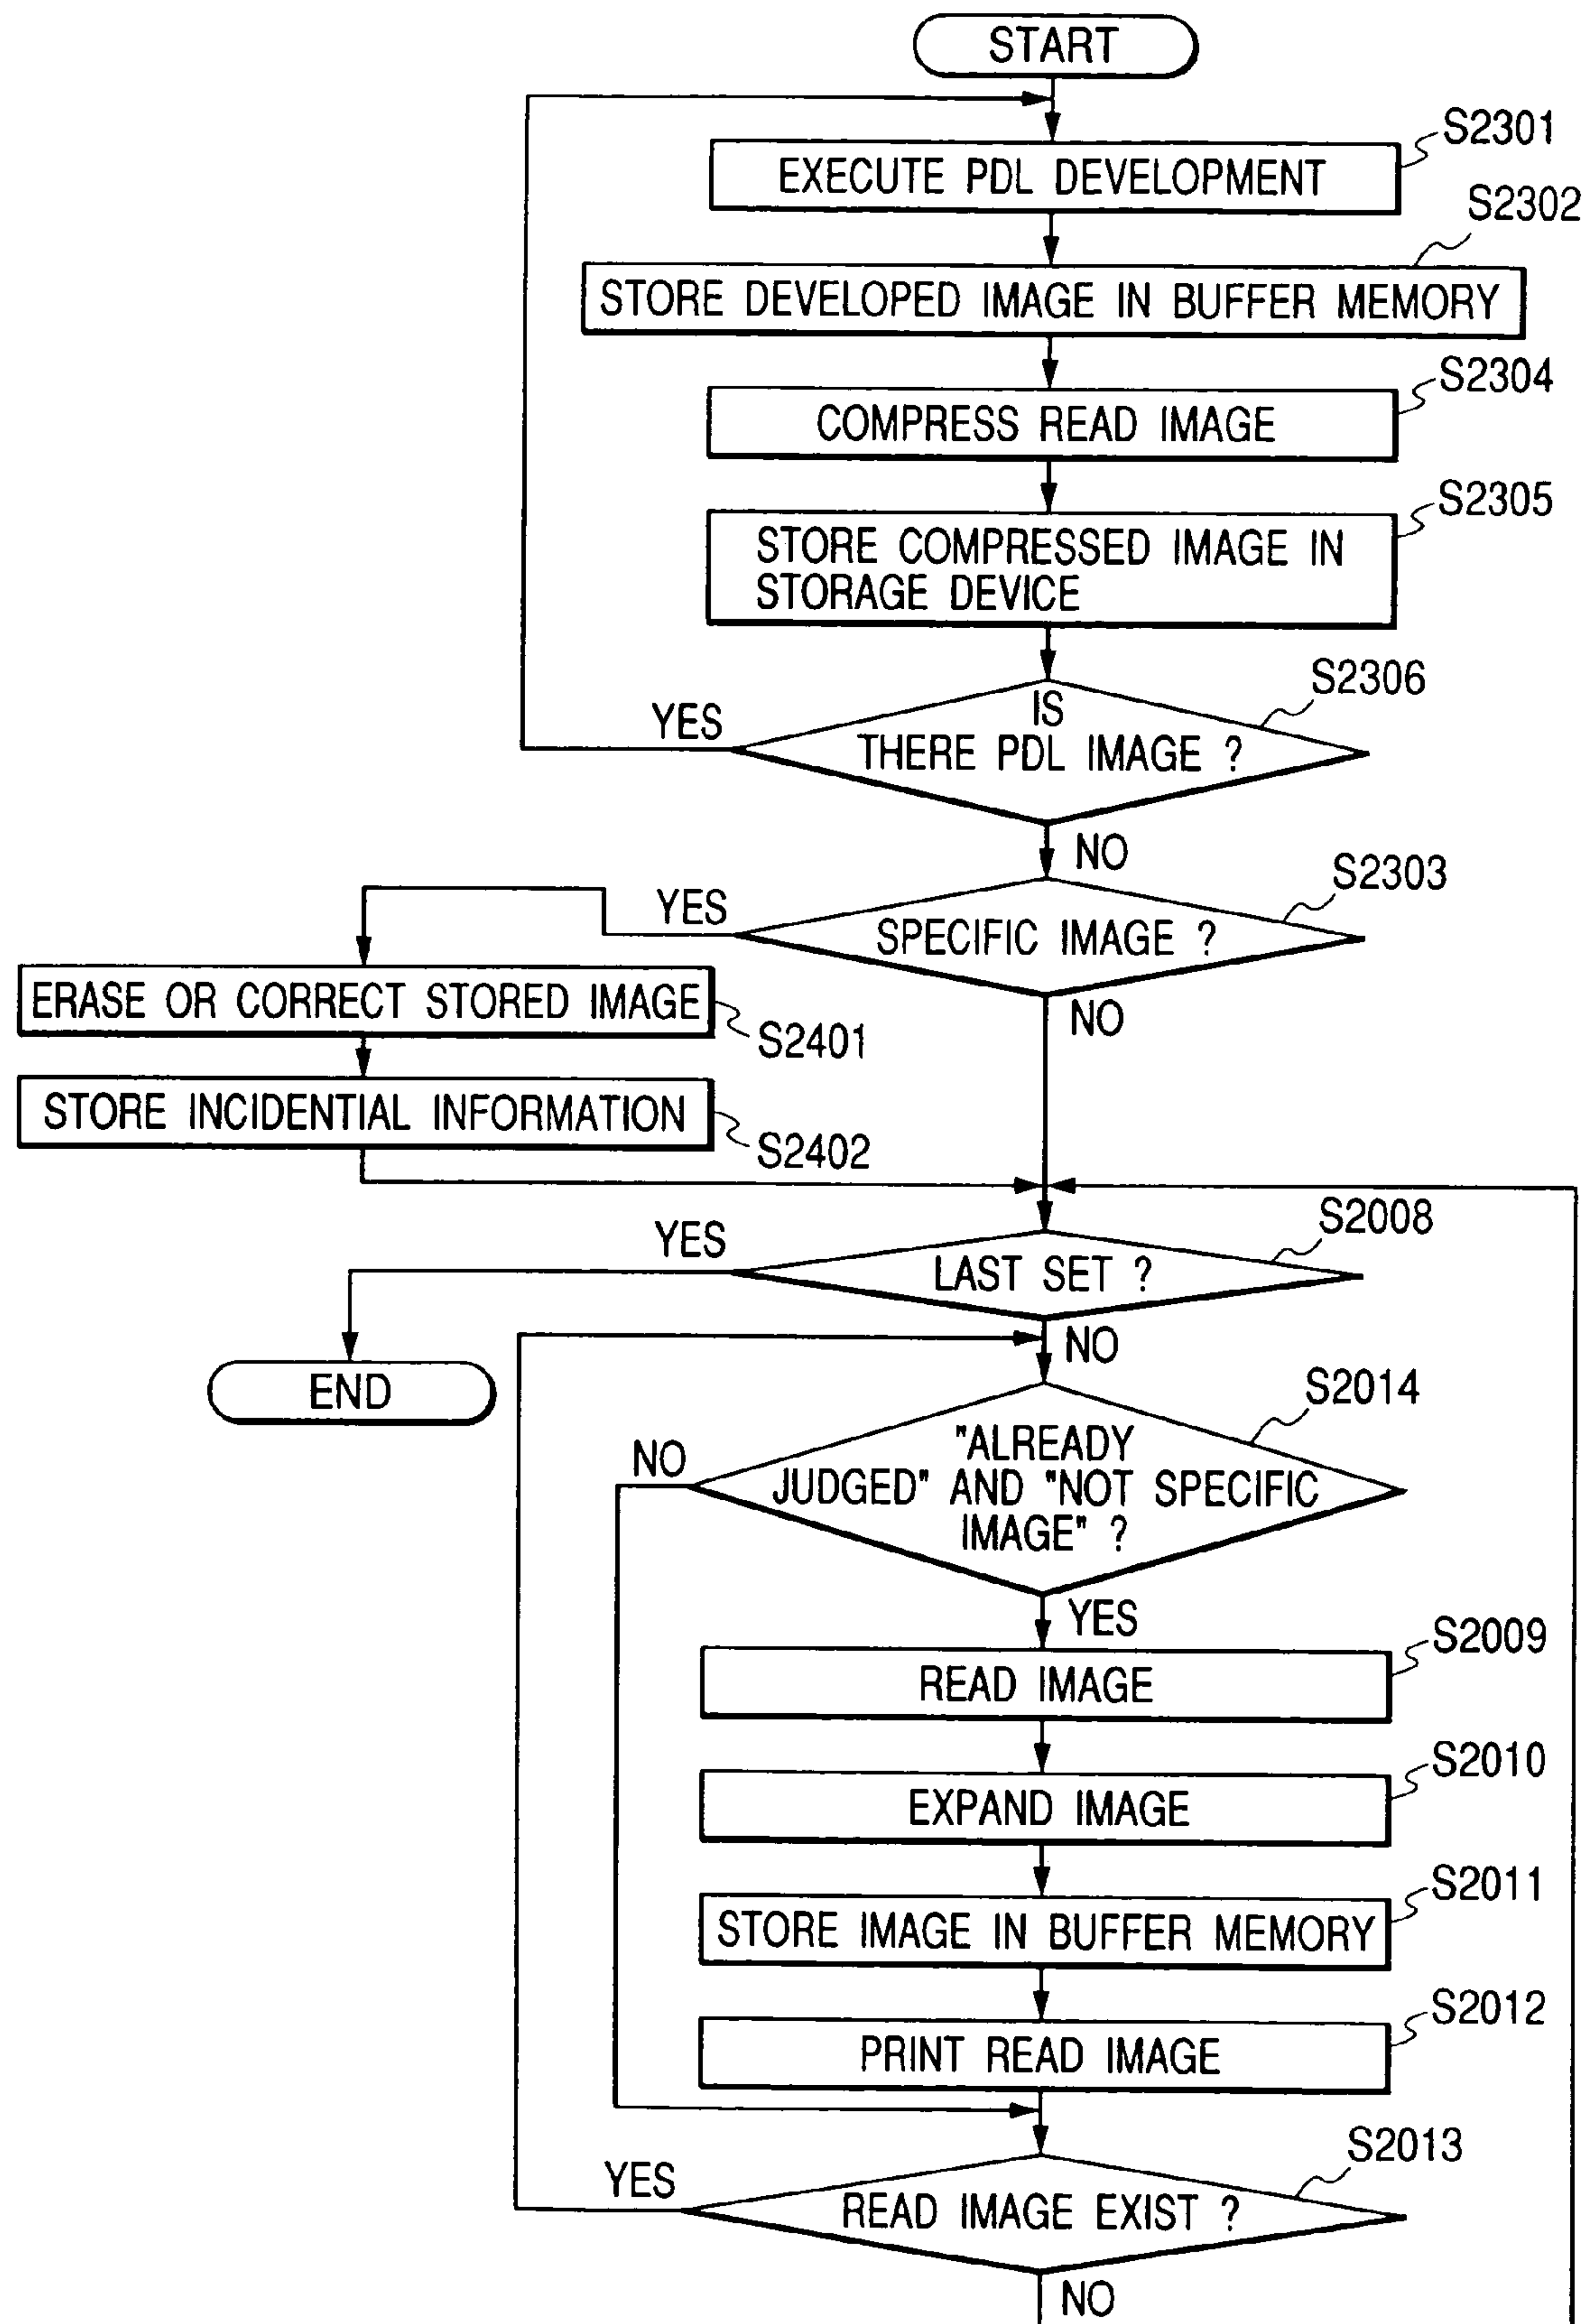 START
S2301
EXECUTE PDL DEVELOPMENT
S2302
STORE DEVELOPED IMAGE IN BUFFER MEMORY
S2304
COMPRESS READ IMAGE
S2305
STORE COMPRESSED IMAGE IN
STORAGE DEVICE
S2306
YES
IS
THERE PDL IMAGE ?
NO
S2303
YES
SPECIFIC IMAGE ?
NO
ERASE OR CORRECT STORED IMAGE
S2401
STORE INCIDENTIAL INFORMATION
S2402
S2008
YES
LAST SET ?
NO
END
S2014
NO
"ALREADY
JUDGED" AND "NOT SPECIFIC
IMAGE" ?
YES
S2009
READ IMAGE
S2010
EXPAND IMAGE
S2011
STORE IMAGE IN BUFFER MEMORY
S2012
PRINT READ IMAGE
S2013
YES
READ IMAGE EXIST ?
NO